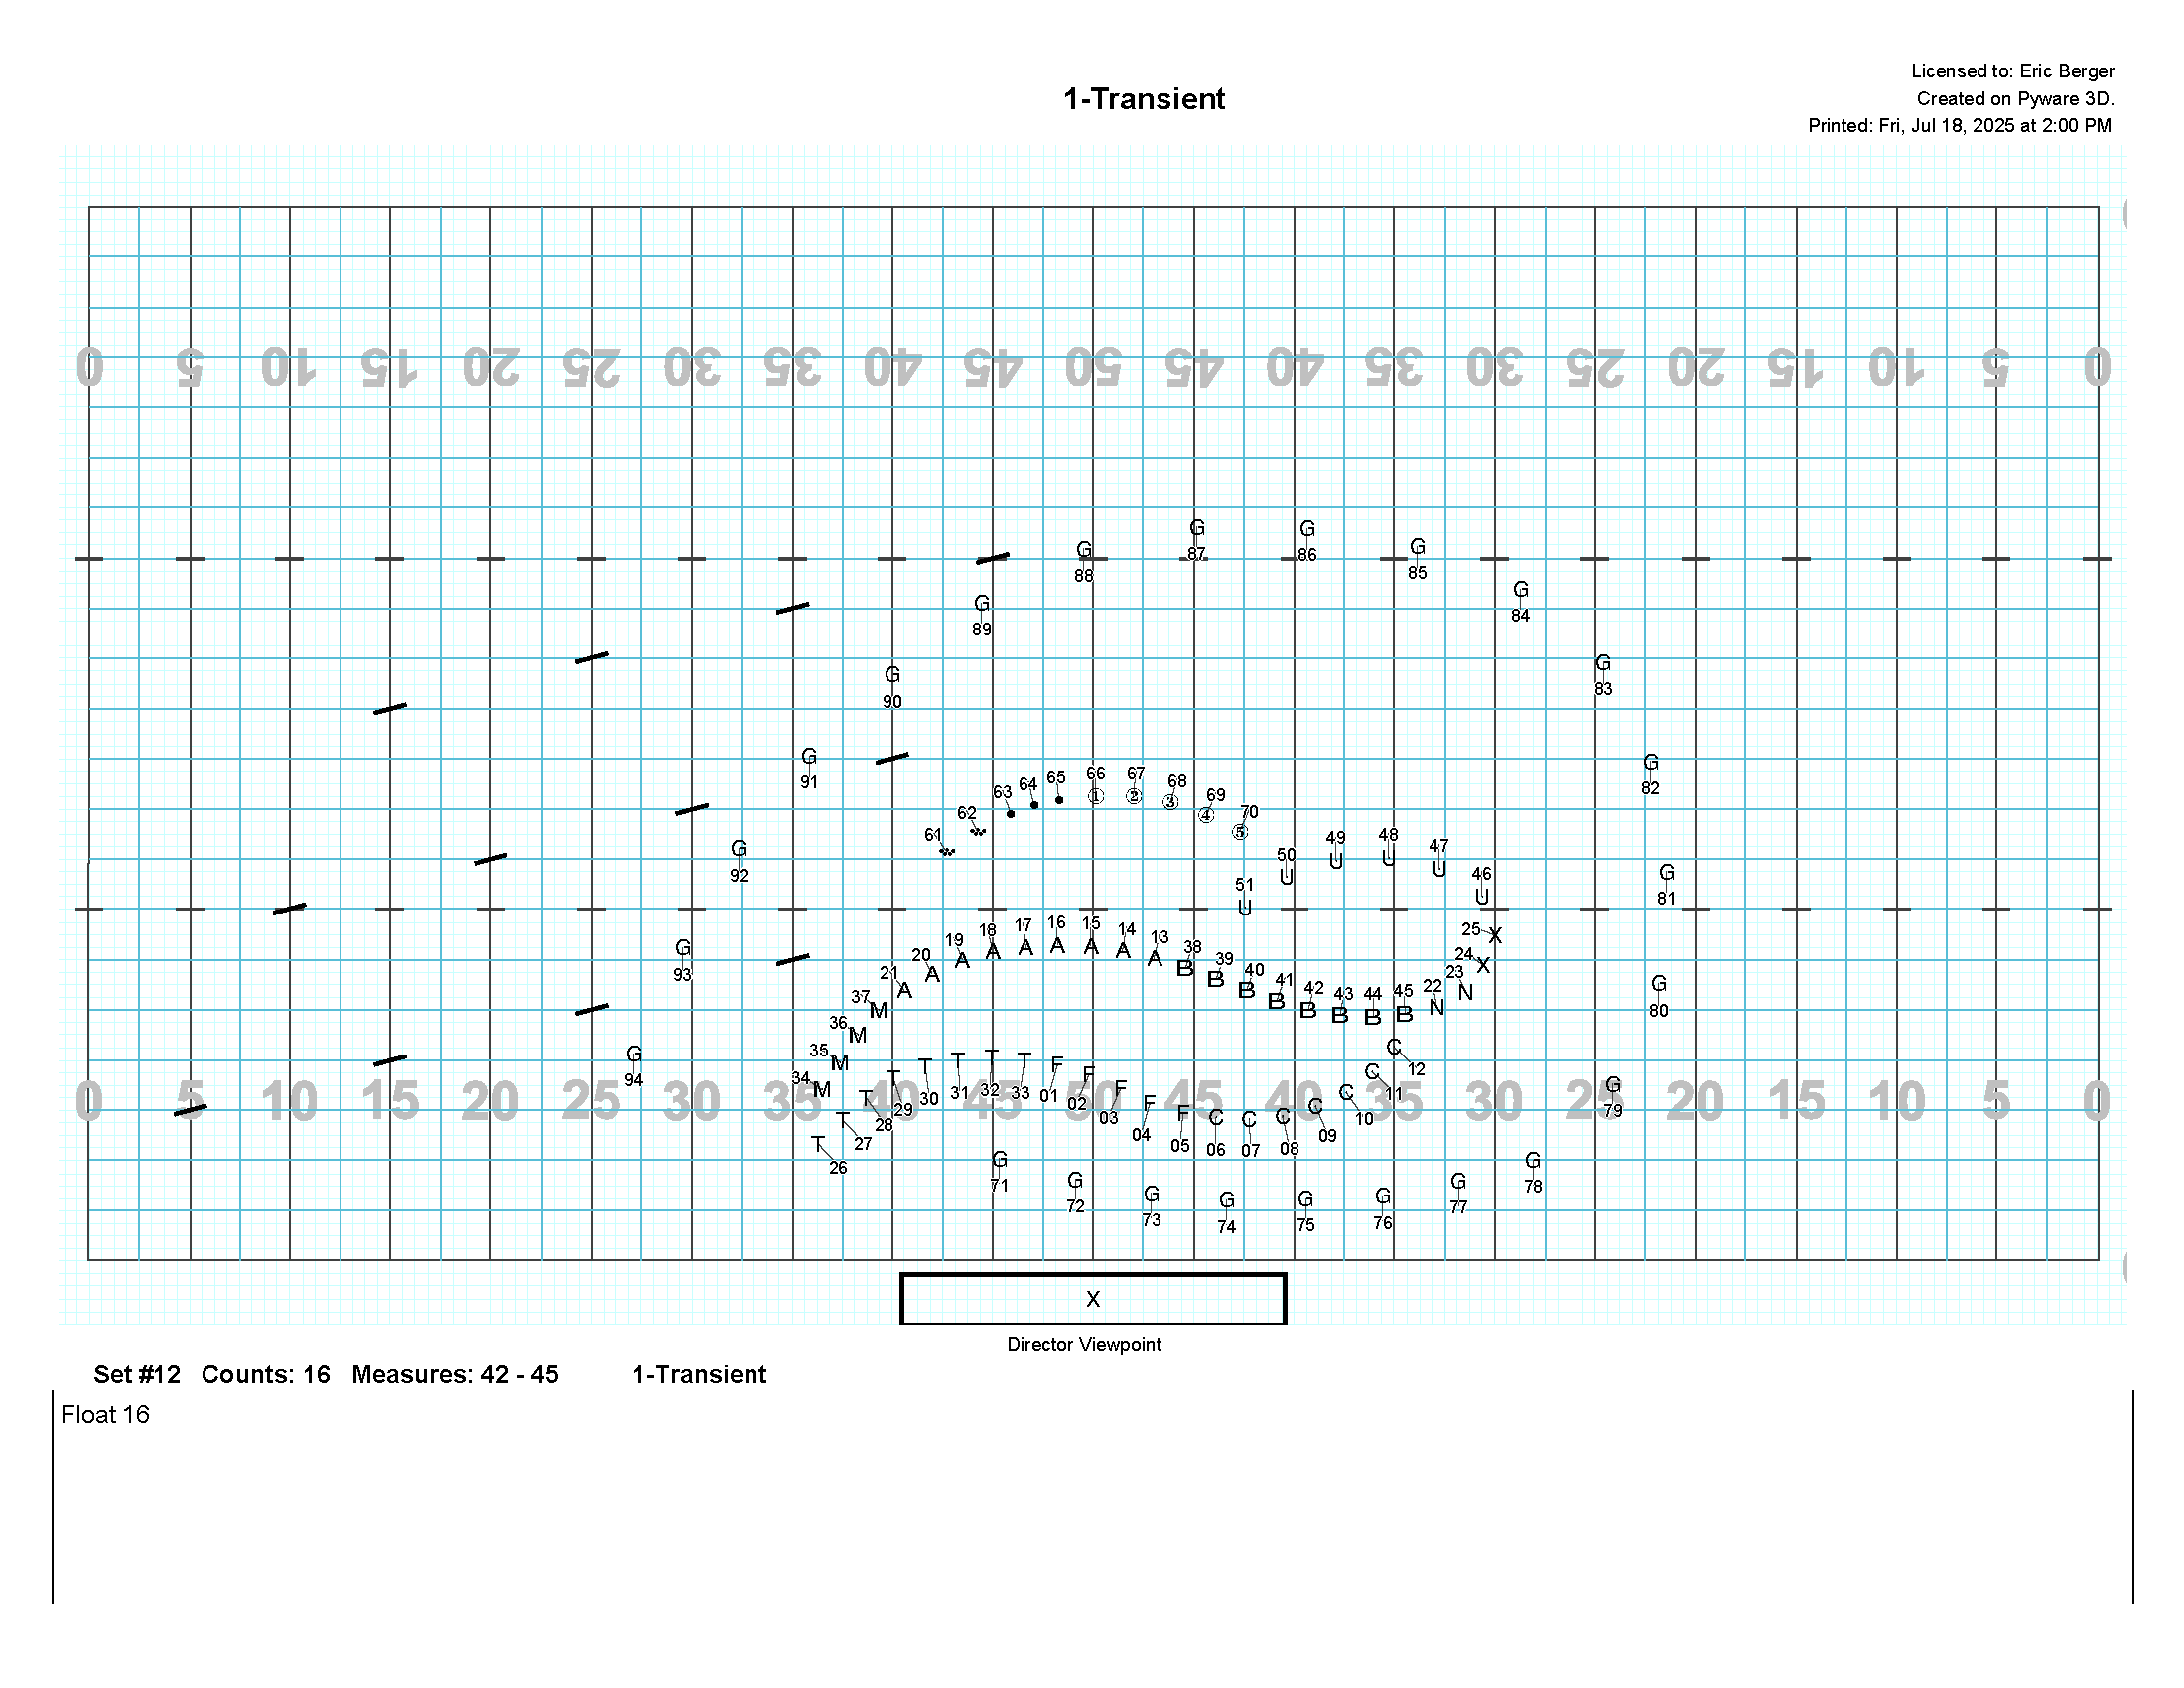 Licensed to: Eric Berger
1-Transient
Created on Pyware 3D.
Printed: Fri, Jul 18, 2025 at 2:00 PM
0 5 10 15 20 25 30 35 40 45 50 45 40 35 30 25 20 15 10 5 0
G G G G
87 86
88 85
G G
84
89
G G
90 83
G G
91 82
66 67 68
63 64 65 69 70
1 2 3 4 5
62
61 49 48 47
G U U U G
92 50 U 46 U 81
51 U
18 17 16 15 14 13 25 X
19 A A A A A A 38 24 X
20 A B 39
G 21 A B 40 23 N G
93 37 A B 41 42 43 44 45 22 N 80
M B B B B B
36 M
35 M T T T T F C
G 34 M T F C 12
94 T 30 31 32 33 01 F C 11 G
0 5 10 15 20 25 30 35 40 45 50 45 40 35 30 25 20 15 10 5 0
29 02 03 F 79
T 28 04 F C C C C 10
T 27 05 06 07 08 09
26 G G G
71 G G 78
72 G G G G 77
73 74 75 76
X
Director Viewpoint
Set #12 Counts: 16 Measures: 42 - 45 1-Transient
Float 16